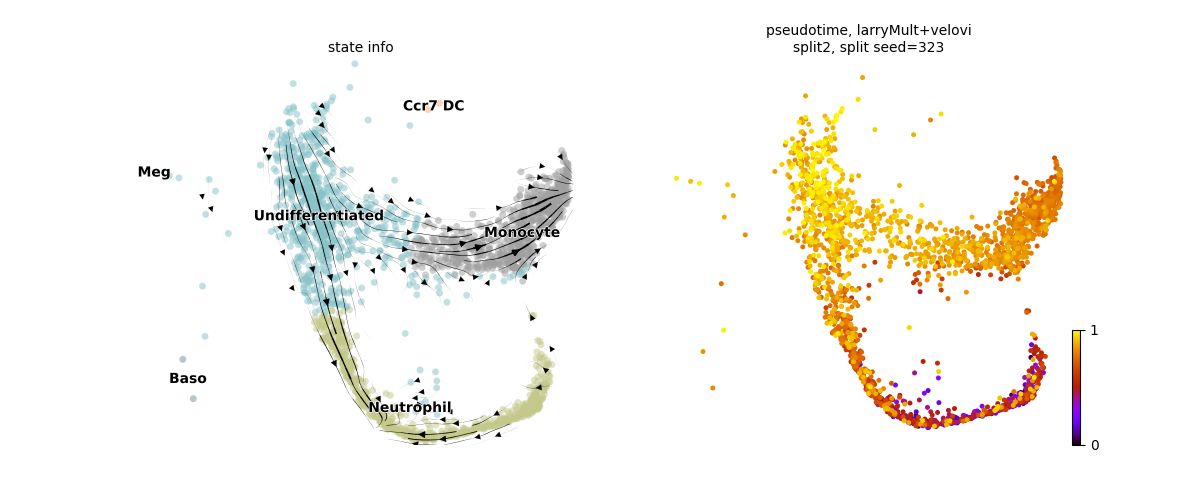 state info
Ccr7 DC
Meg
Undifferentiated
Monocyte
Baso
Neutrophil
pseudotime, larryMult+velovi
split2, split seed=323
1
0